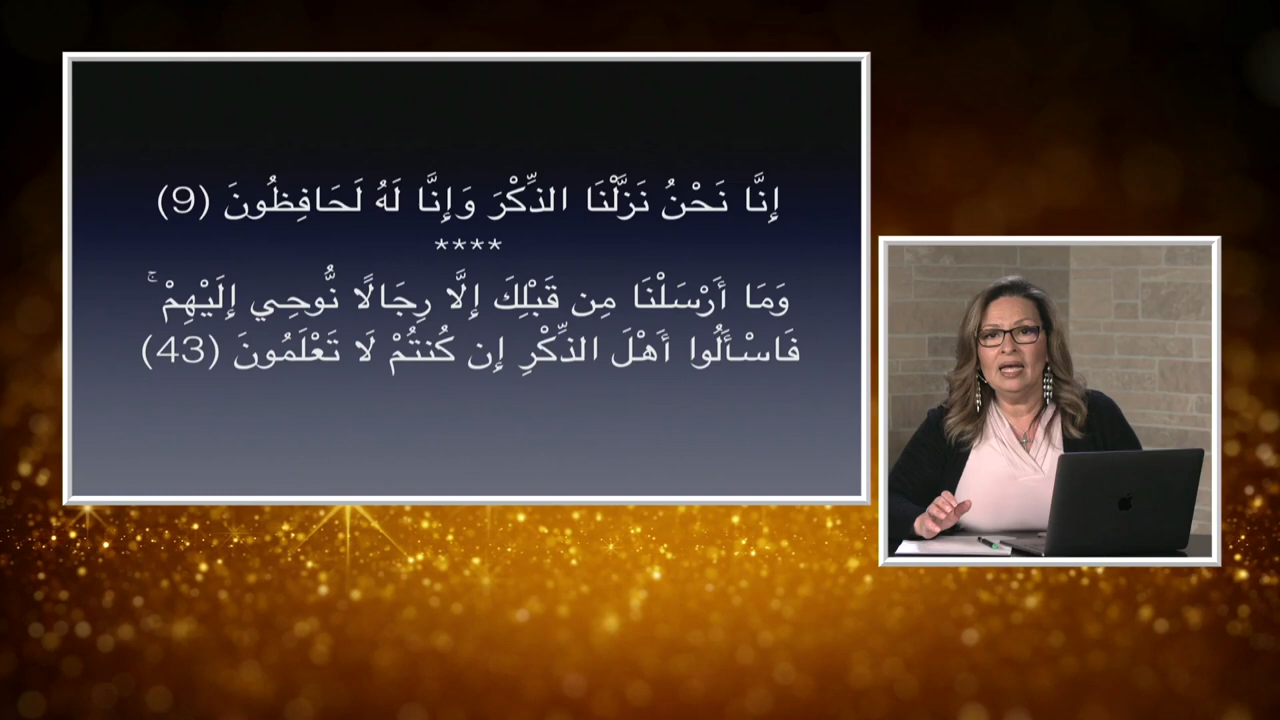 إِنَّا نَحْنُ نَزَّلْنَا الذِّكْرَ وَإِنَّا لَهُ لَحَافِظُونَ (9)
****
وَمَا أَرْسَلْنَا مِن قَبْلِكَ إِلَّا رِجَالًا نُّوحِي إِلَيْهِمْ ۚ
فَاسْأَلُوا أَهْلَ الذِّكْرِ إِن كُنتُمْ لَا تَعْلَمُونَ (43)